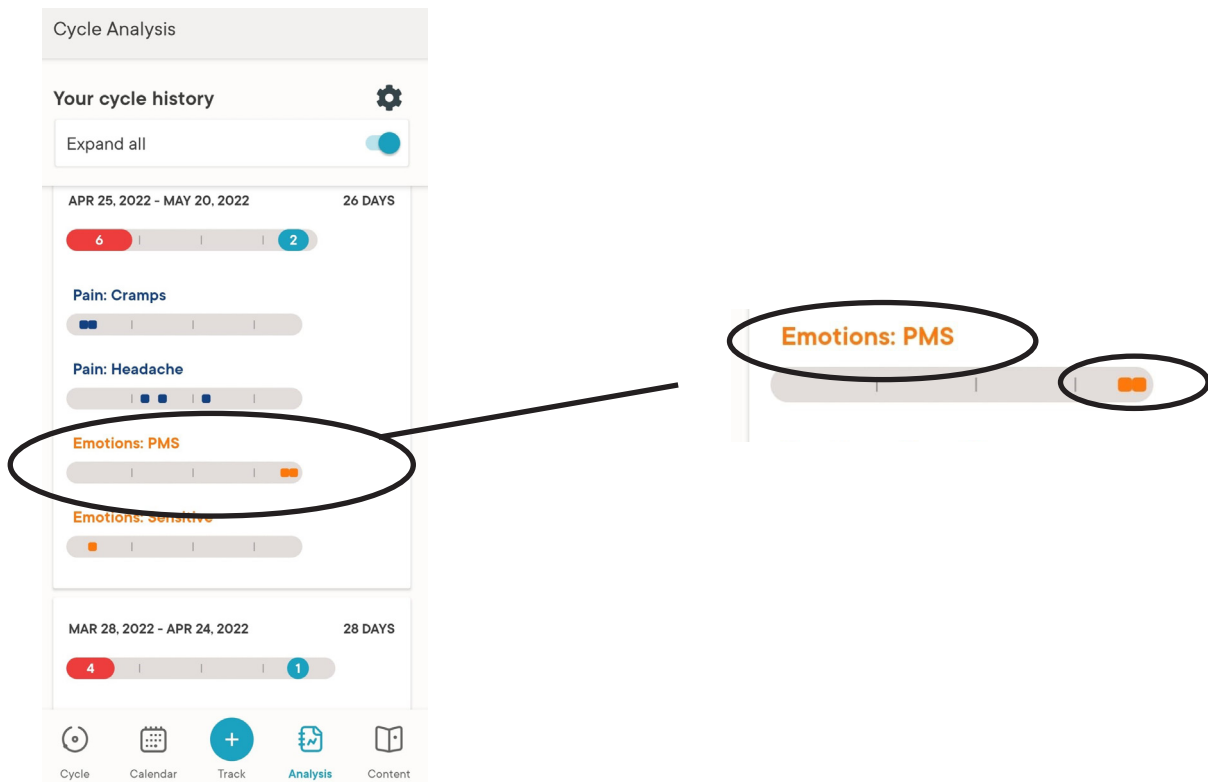 Cycle Analysis
Your cycle history
Expand all
APR 25, 2022 - MAY 20, 2022 26 DAYS
6 2
Pain: Cramps
Pain: Headache
Emotions: PMS
Emotions: Sensitive
MAR 28, 2022 - APR 24, 2022 28 DAYS
4 1
Cycle Calendar Track Analysis Content
Emotions: PMS